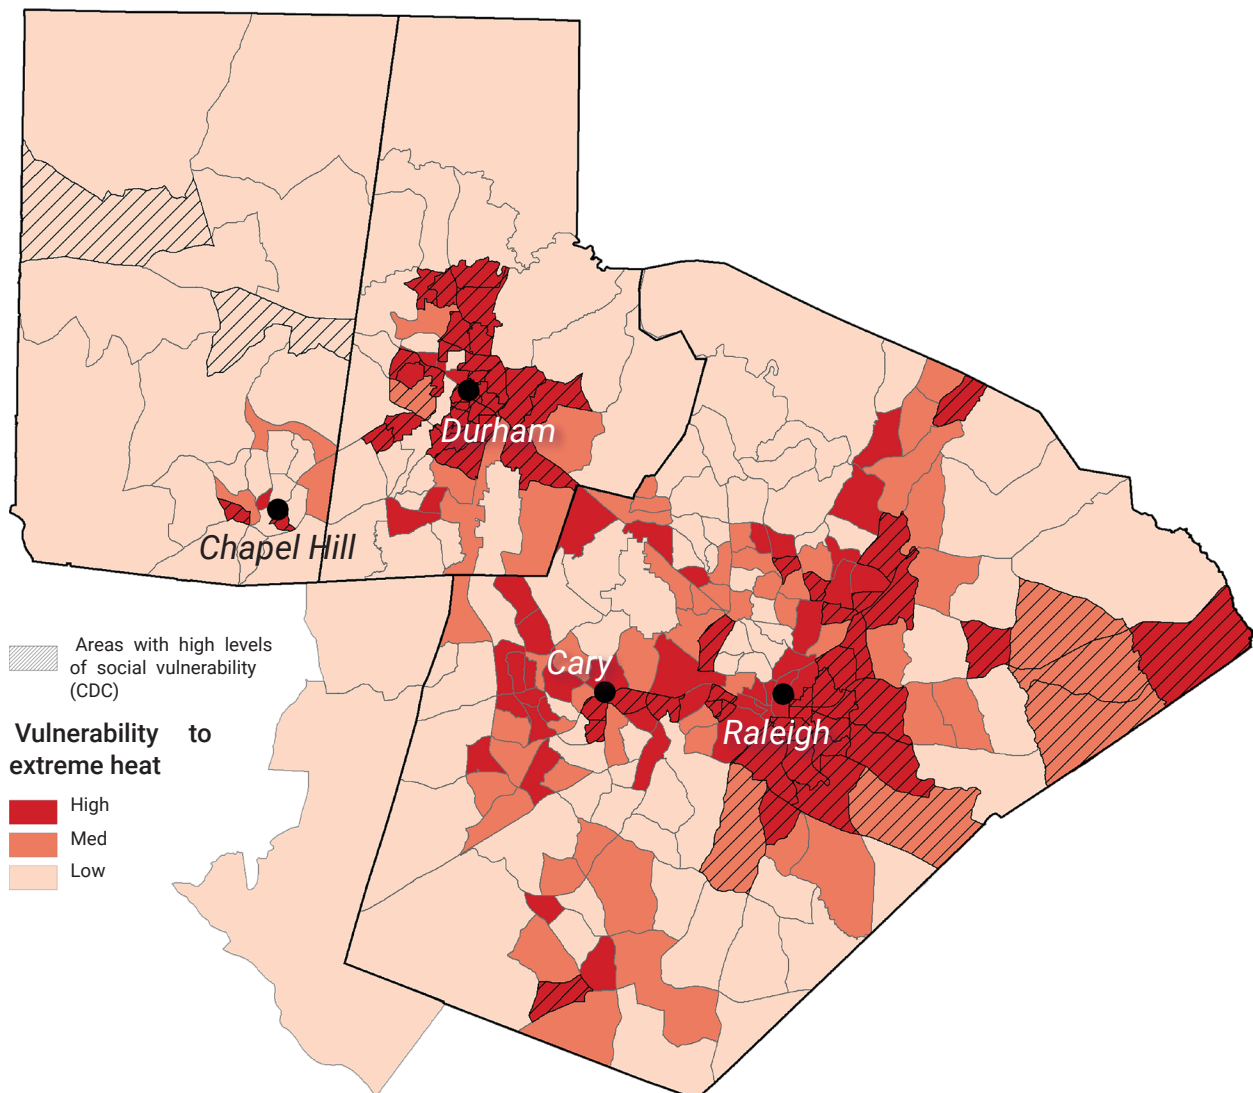 Durham
Chapel Hill
Cary
Raleigh
Areas with high levels
of social vulnerability
(CDC)
Vulnerability to
extreme heat
High
Med
Low